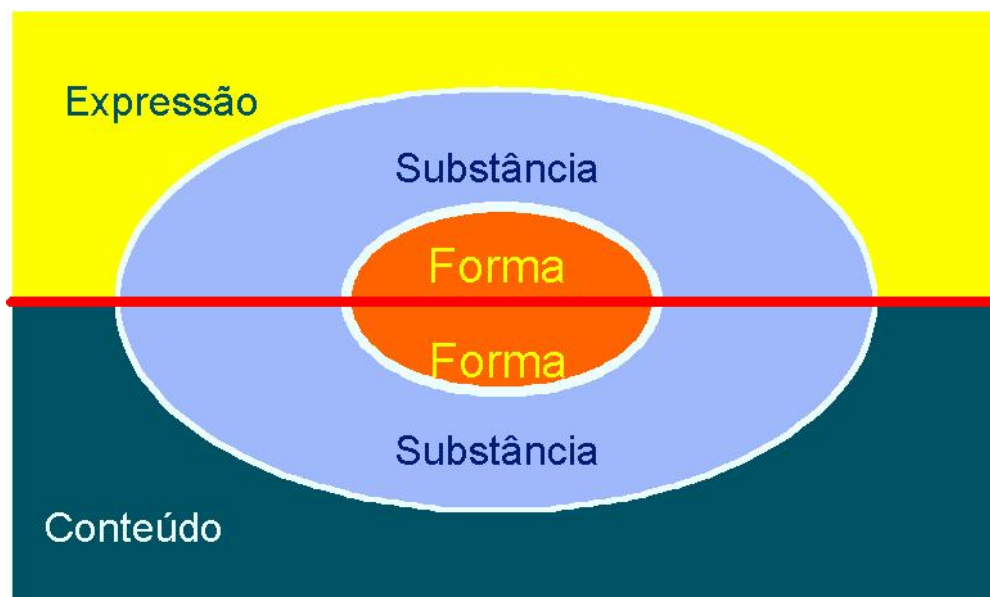 Expressão
Substância
Forma
Forma
Substância
Conteúdo